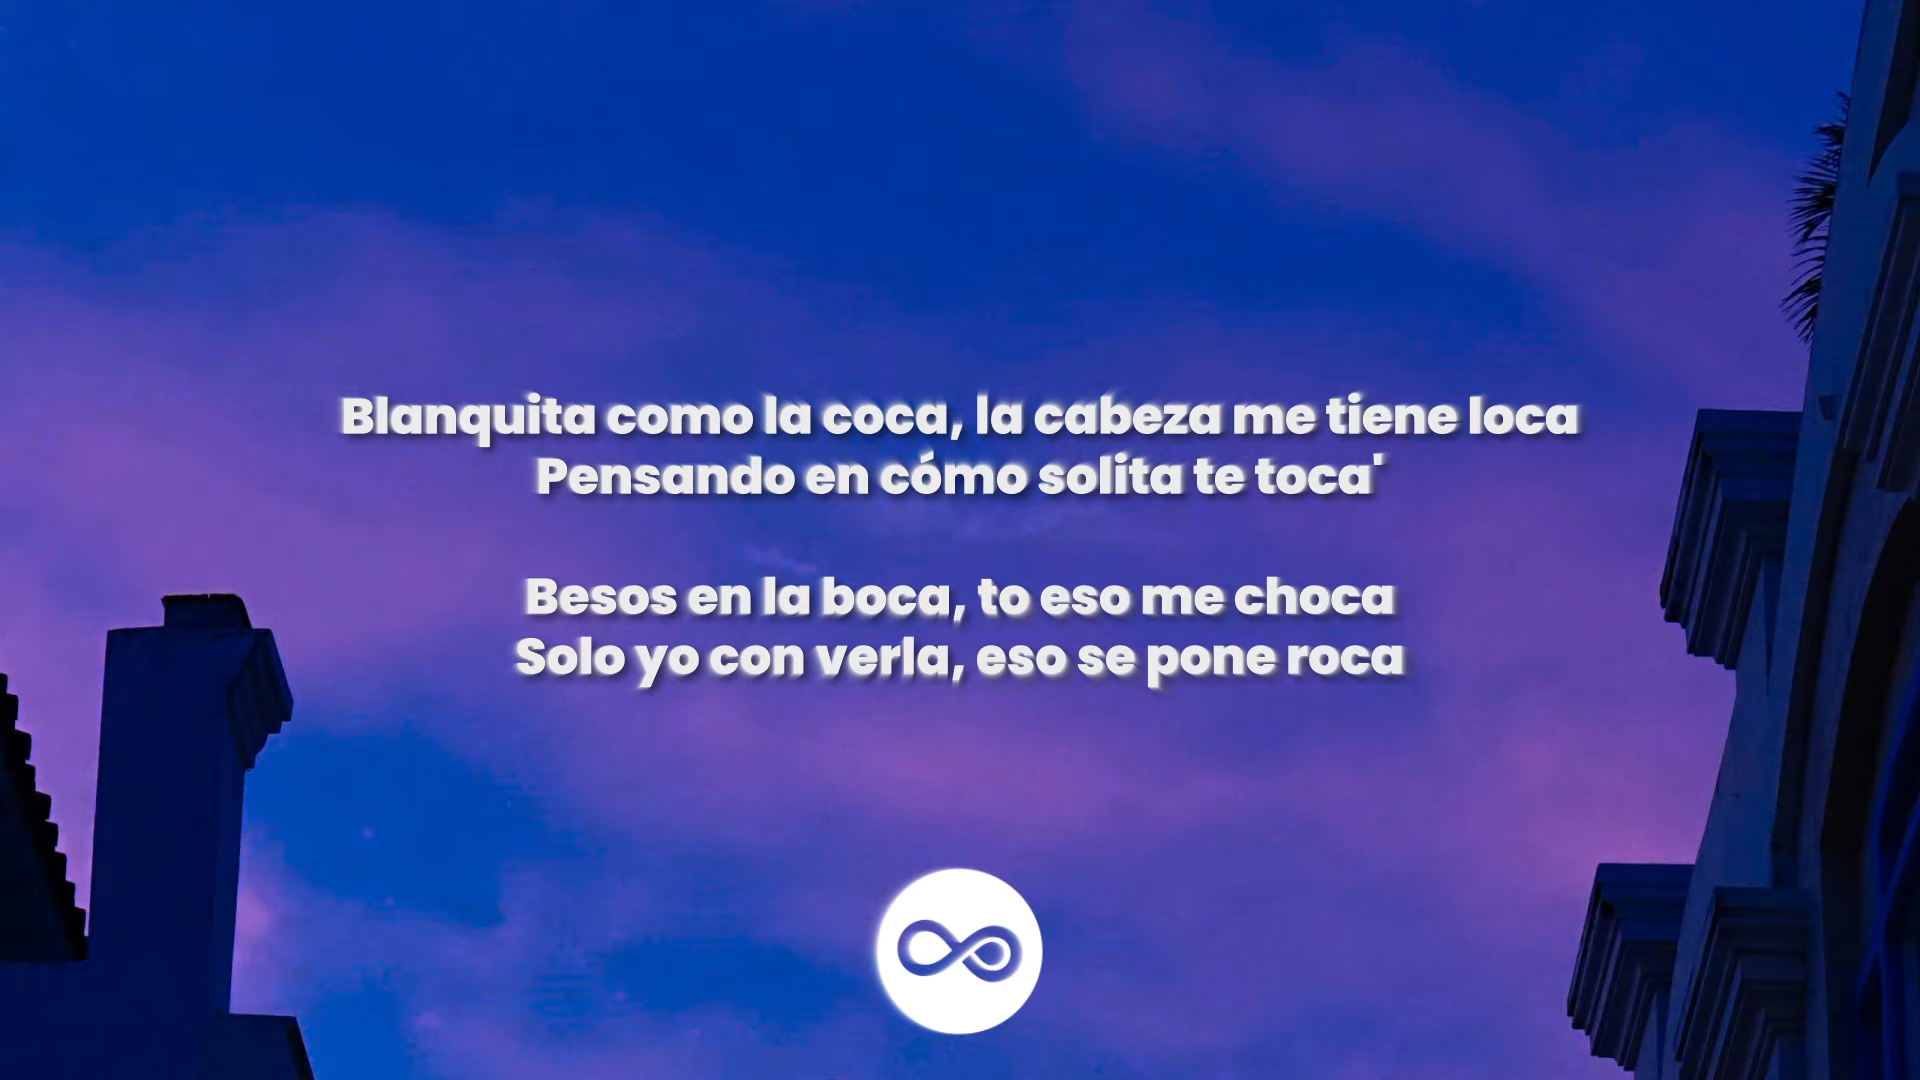 Blanquita como la coca, la cabeza me tiene loca
Pensando en cómo solita te toca'
Besos en la boca, to eso me choca
Solo yo con verla, eso se pone roca